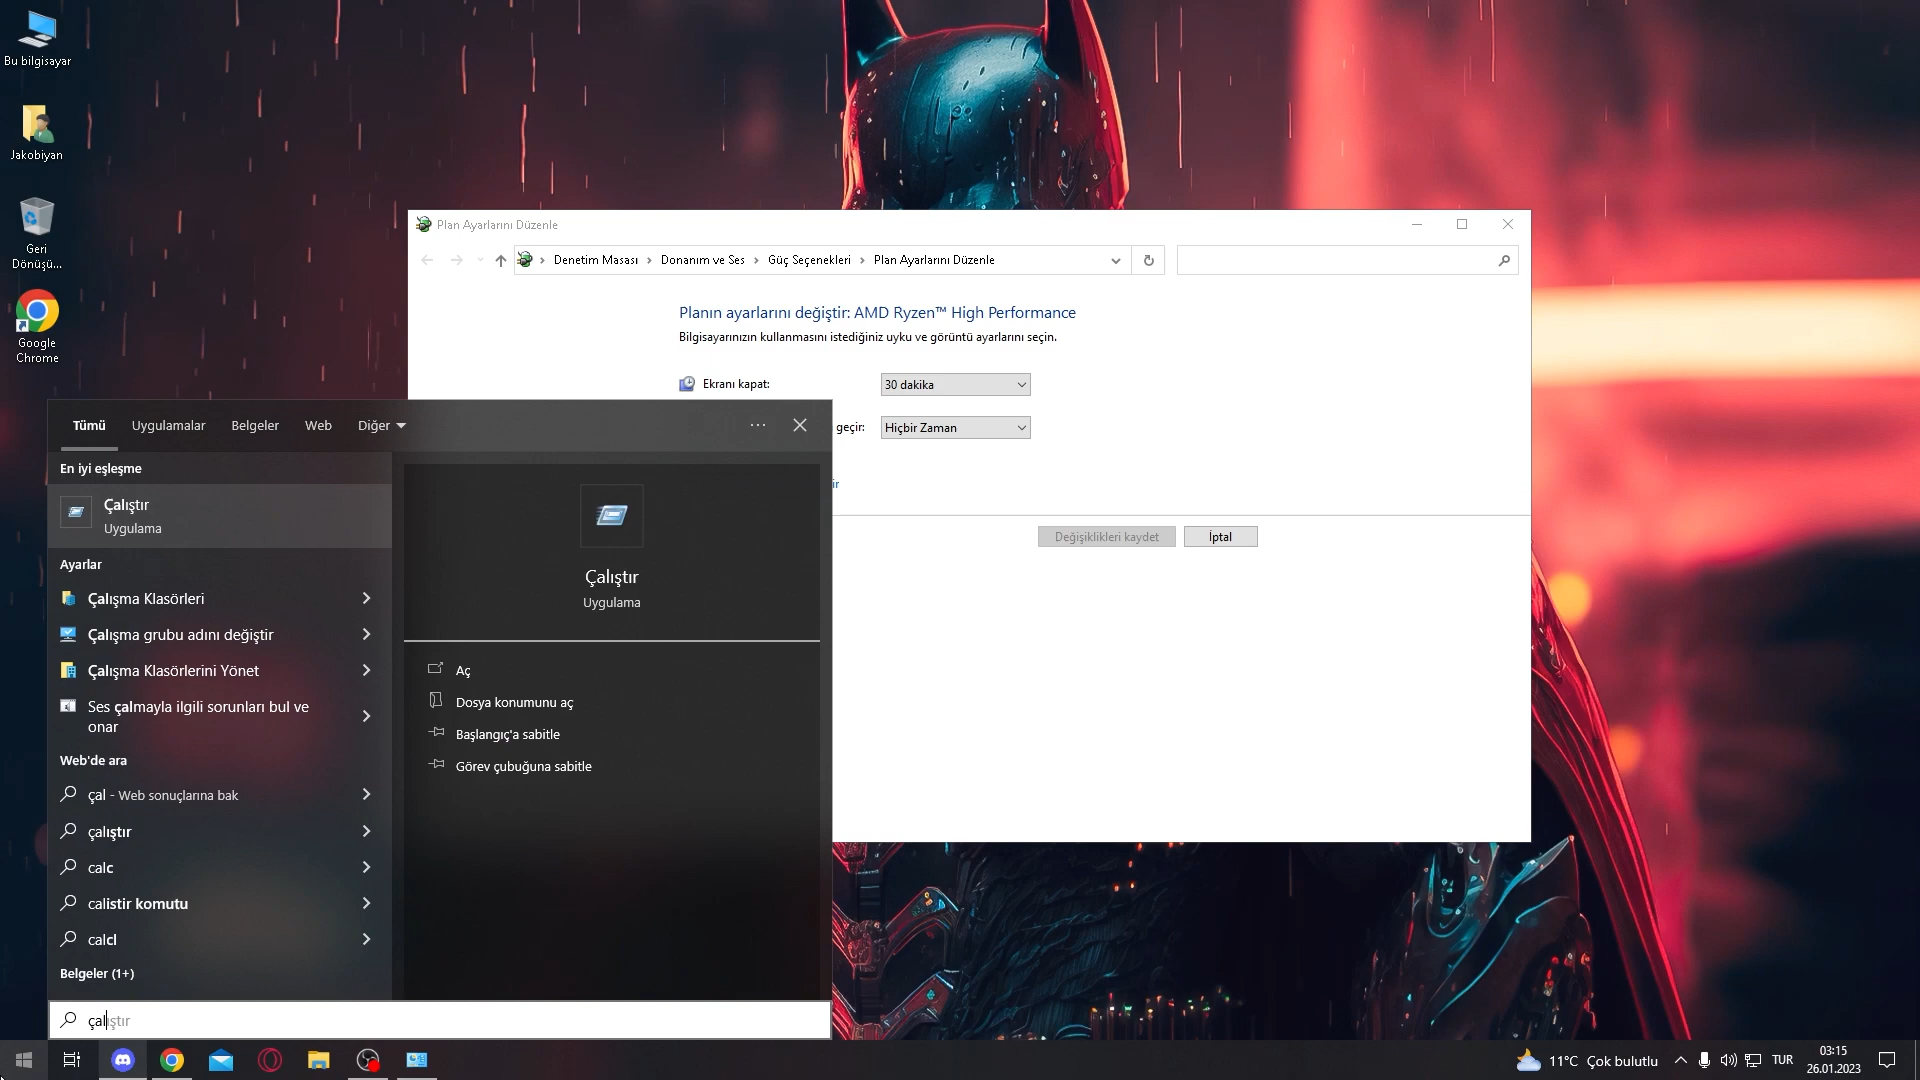 Bu bilgisayar
Jakobiyan
Geri
Dönüşü...
Google
Chrome
Plan Ayarlarını Düzenle
Denetim Masası
Donanım ve Ses
Güç Seçenekleri
Plan Ayarlarını Düzenle
Planın ayarlarını değiştir: AMD Ryzen™ High Performance
Bilgisayarınızın kullanmasını istediğiniz uyku ve görüntü ayarlarını seçin.
Ekranı kapat:
30 dakika
geçir:
Hiçbir Zaman
ir
Değişiklikleri kaydet
İptal
Tümü
Uygulamalar
Belgeler
Web
Diğer
En iyi eşleşme
Çalıştır
Uygulama
Ayarlar
Çalışma Klasörleri
Çalışma grubu adını değiştir
Çalışma Klasörlerini Yönet
Ses çalmayla ilgili sorunları bul ve
onar
Web'de ara
çal - Web sonuçlarına bak
çalıştır
calc
calistir komutu
calcl
Belgeler (1+)
Çalıştır
Uygulama
Aç
Dosya konumunu aç
Başlangıç'a sabitle
Görev çubuğuna sabitle
çalıştır
11°C Çok bulutlu
TUR
03:15
26.01.2023